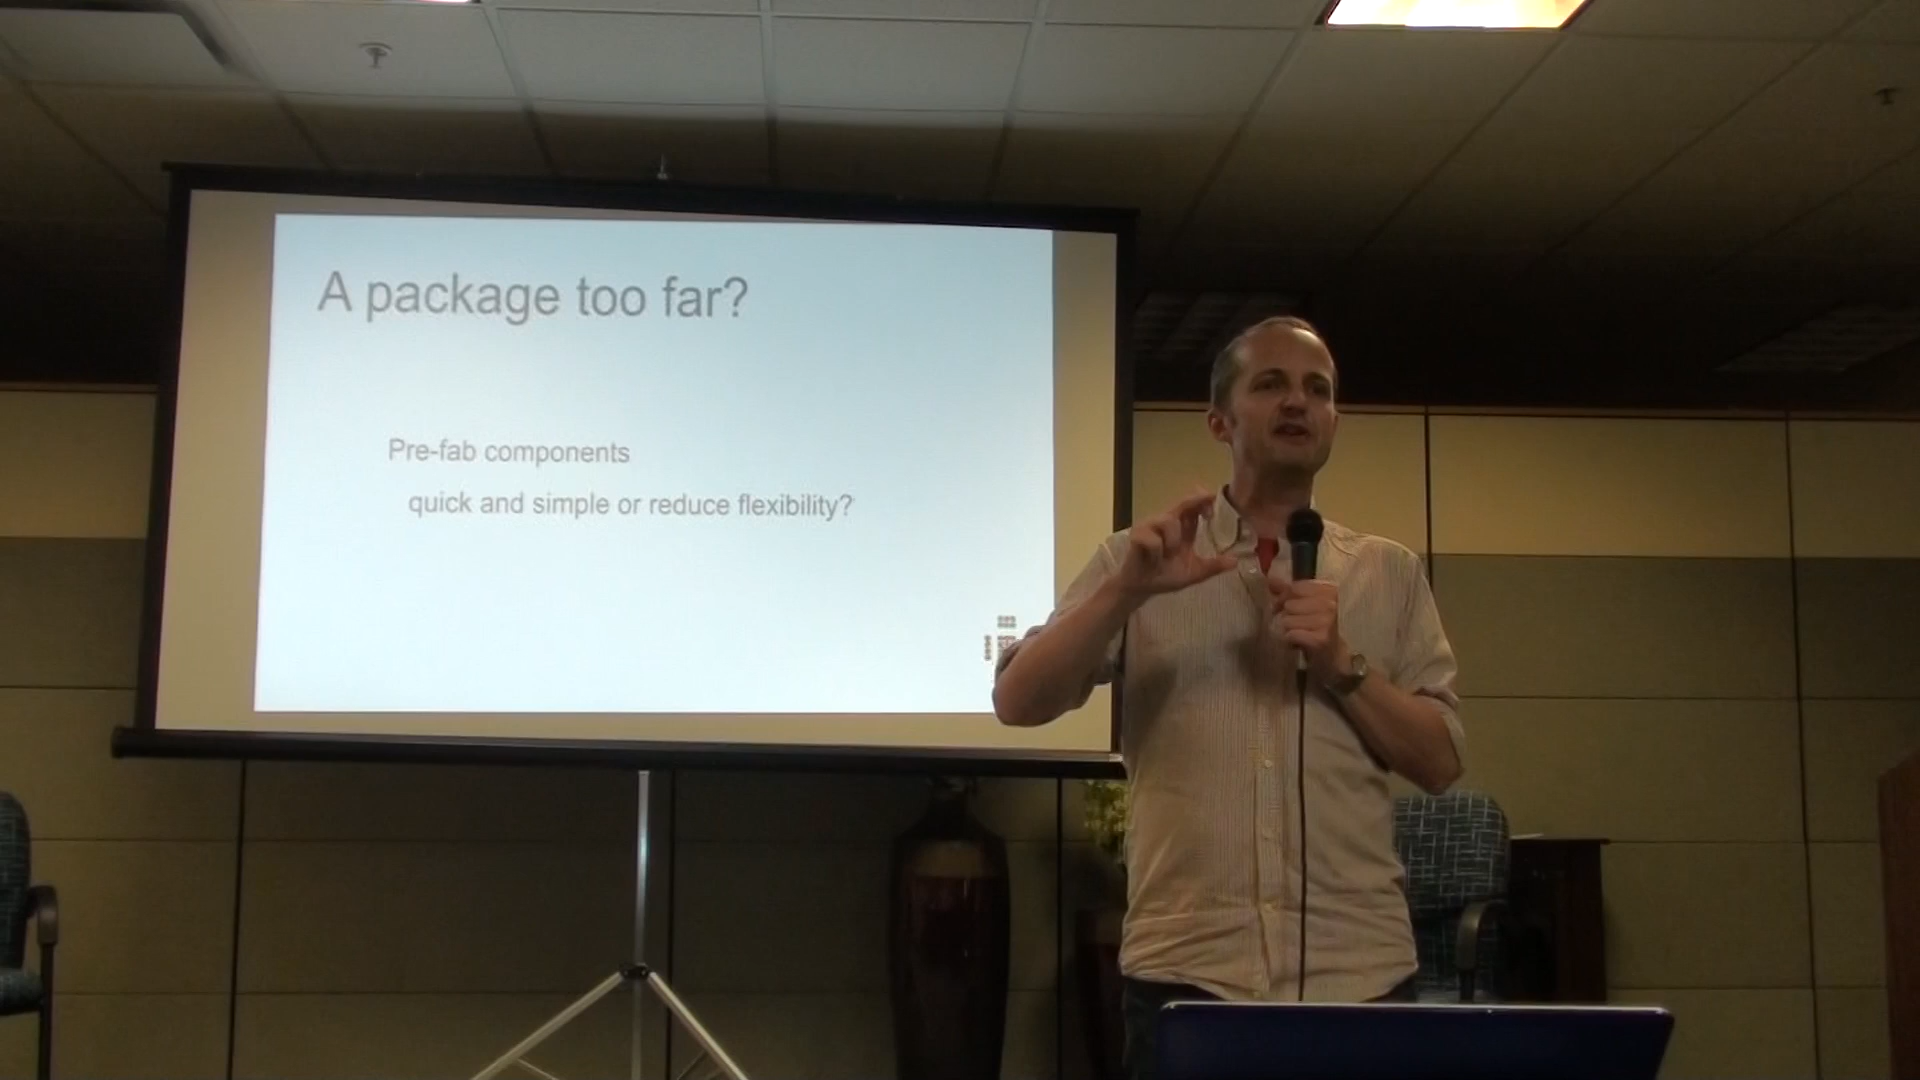 A package too far?
Pre-fab components
quick and simple or reduce flexibility?